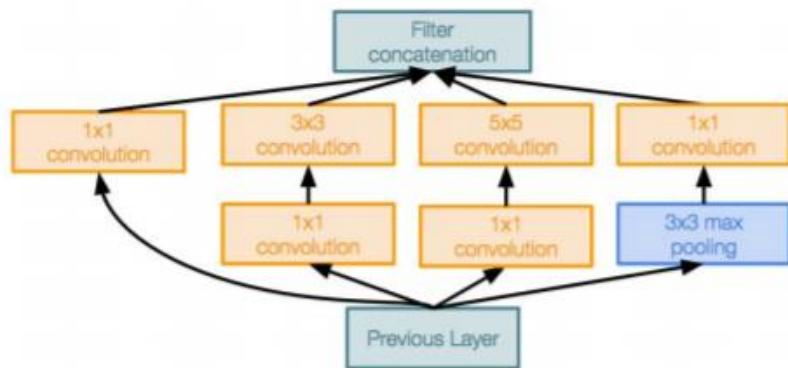 Filter
concatenation
1x1
convolution
3x3
convolution
5x5
convolution
1x1
convolution
1x1
convolution
1x1
convolution
3x3 max
pooling
Previous Layer